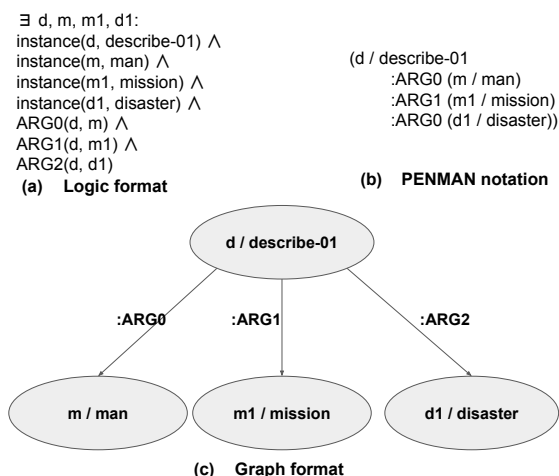 ∃ d, m, m1, d1:
instance(d, describe-01) ∧
instance(m, man) ∧
instance(m1, mission) ∧
instance(d1, disaster) ∧
ARG0(d, m) ∧
ARG1(d, m1) ∧
ARG2(d, d1)
(a) Logic format
(d / describe-01
:ARG0 (m / man)
:ARG1 (m1 / mission)
:ARG0 (d1 / disaster))
(b) PENMAN notation
d / describe-01
:ARG0 :ARG1 :ARG2
m / man m1 / mission d1 / disaster
(c) Graph format